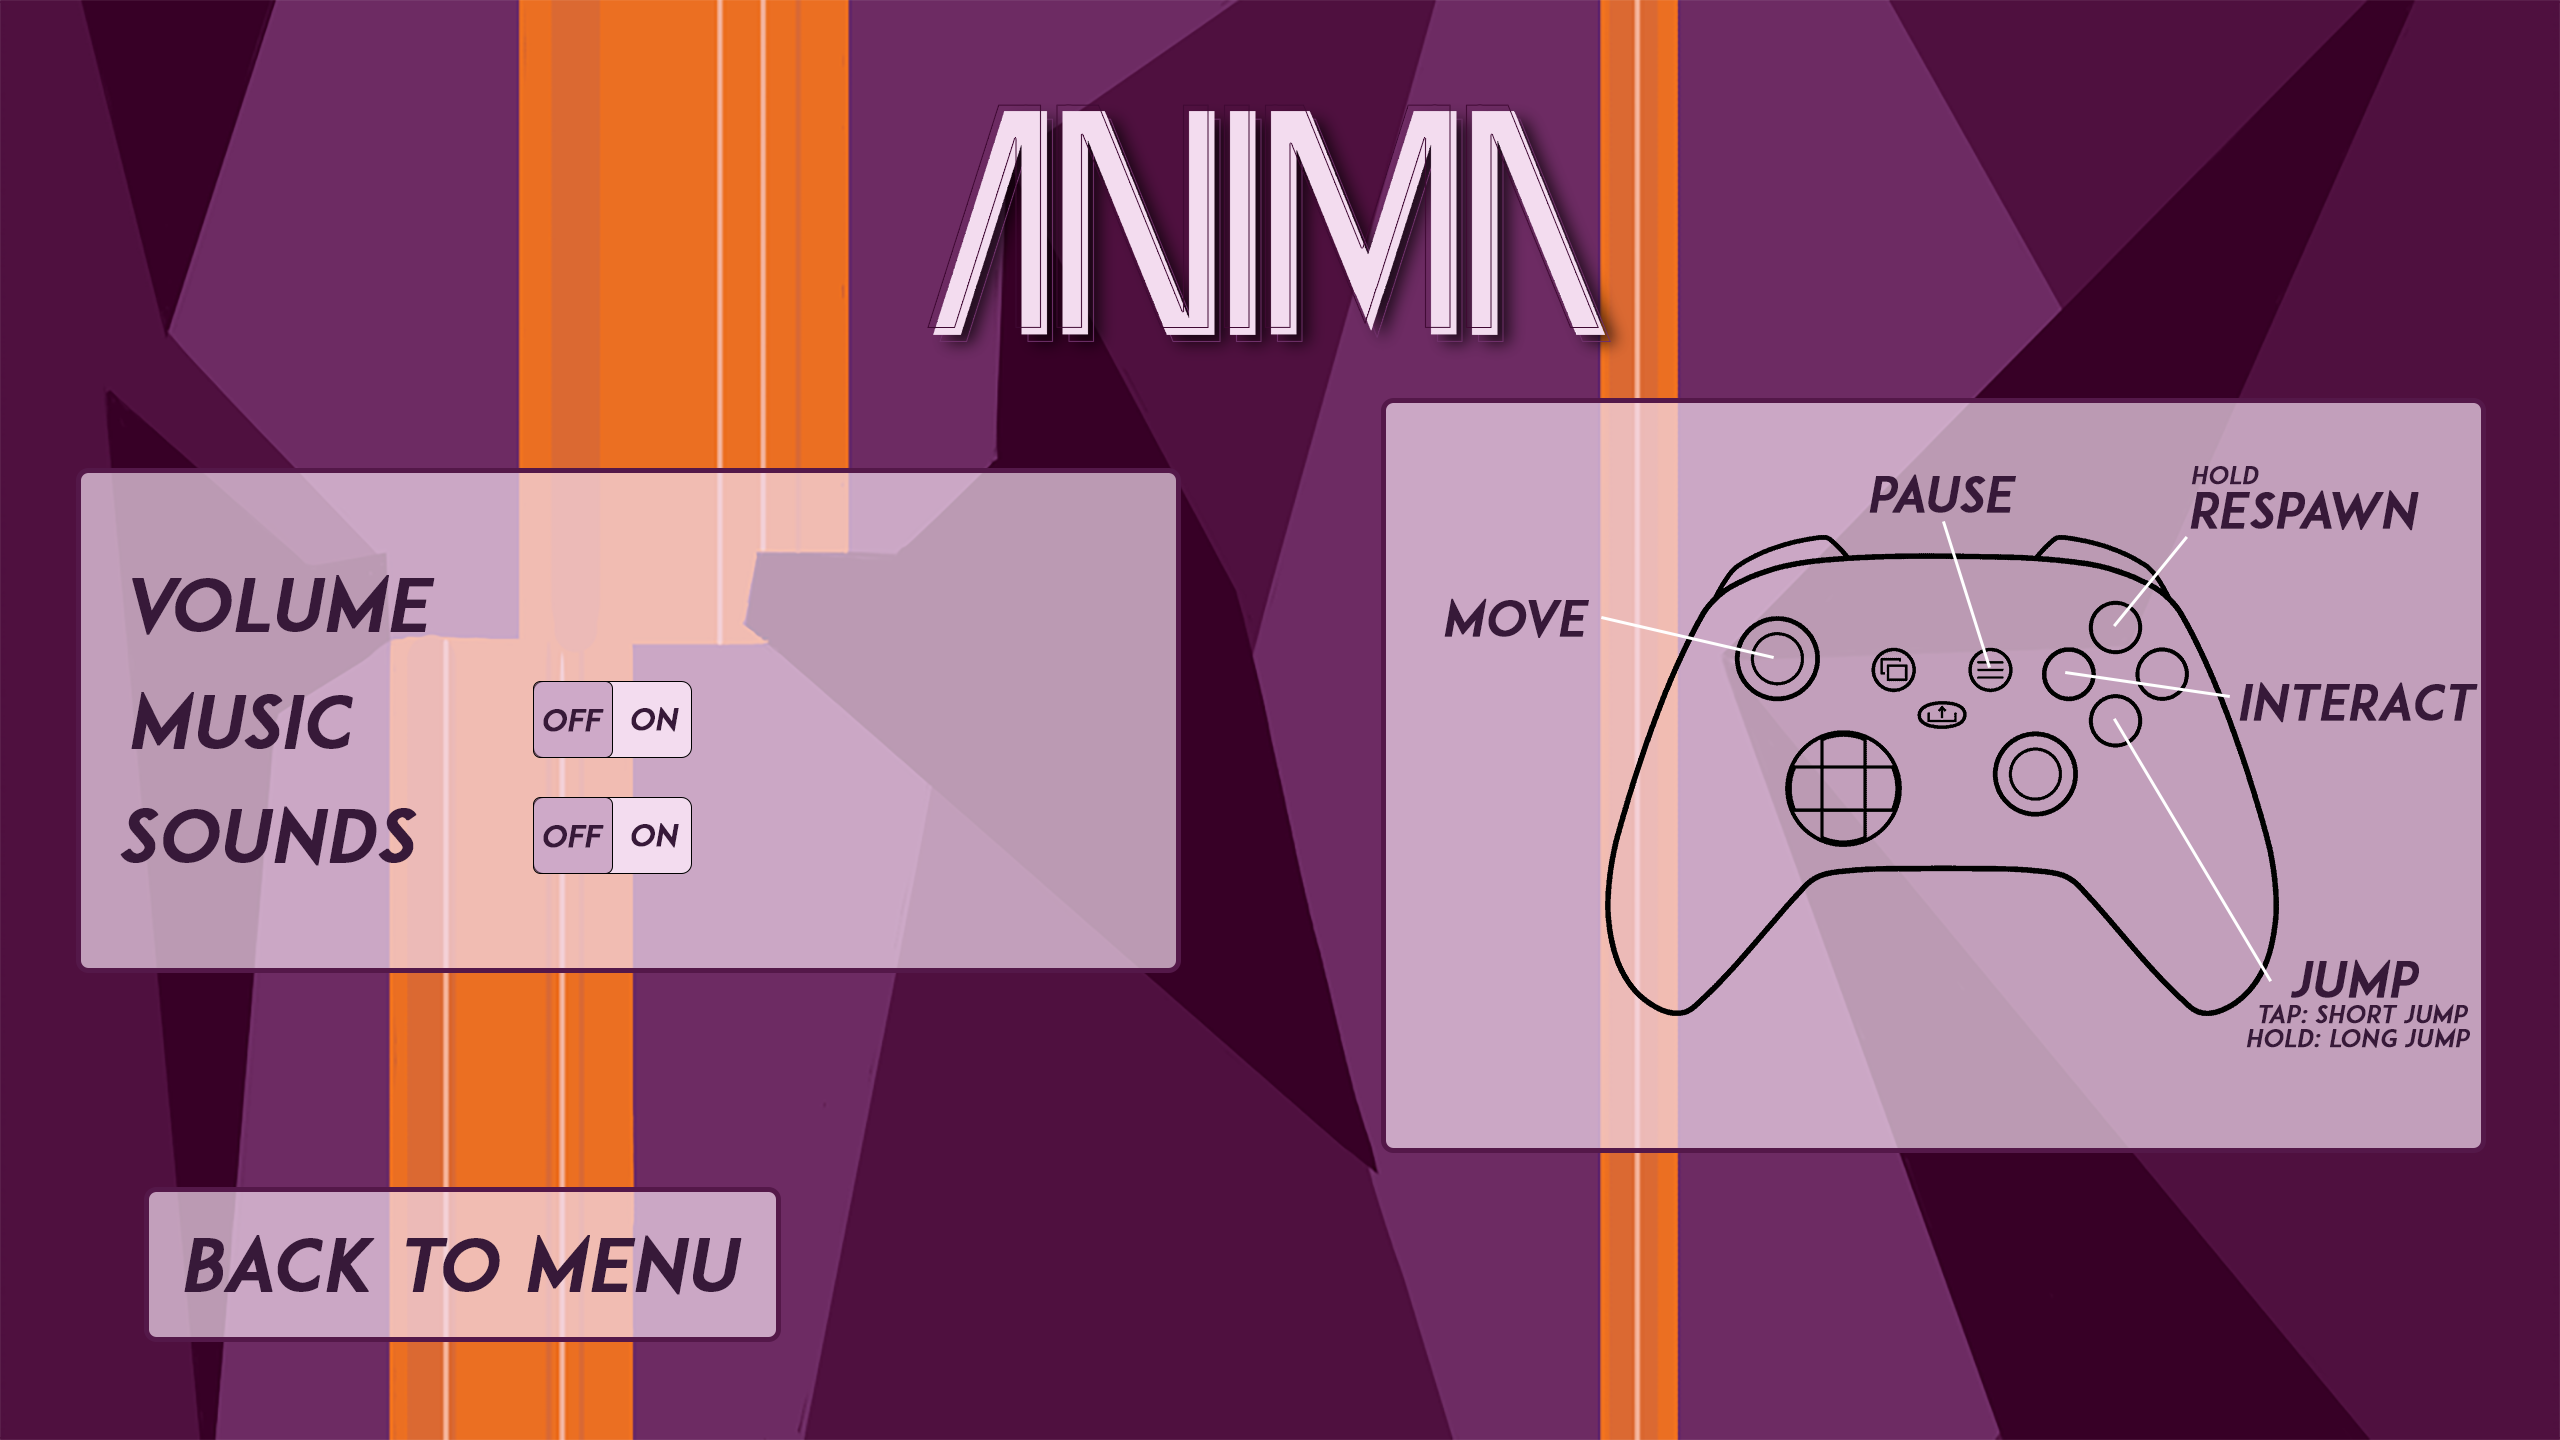 ANIMA
VOLUME
MUSIC OFF ON
SOUNDS OFF ON
BACK TO MENU
PAUSE
HOLD
RESPAWN
MOVE
INTERACT
JUMP
TAP: SHORT JUMP
HOLD: LONG JUMP